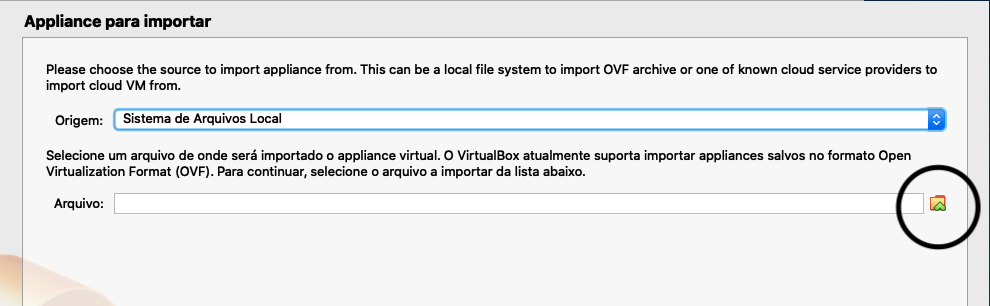 Appliance para importar
Please choose the source to import appliance from. This can be a local file system to import OVF archive or one of known cloud service providers to
import cloud VM from.
Origem: Sistema de Arquivos Local
Selecione um arquivo de onde será importado o appliance virtual. O VirtualBox atualmente suporta importar appliances salvos no formato Open
Virtualization Format (OVF). Para continuar, selecione o arquivo a importar da lista abaixo.
Arquivo: